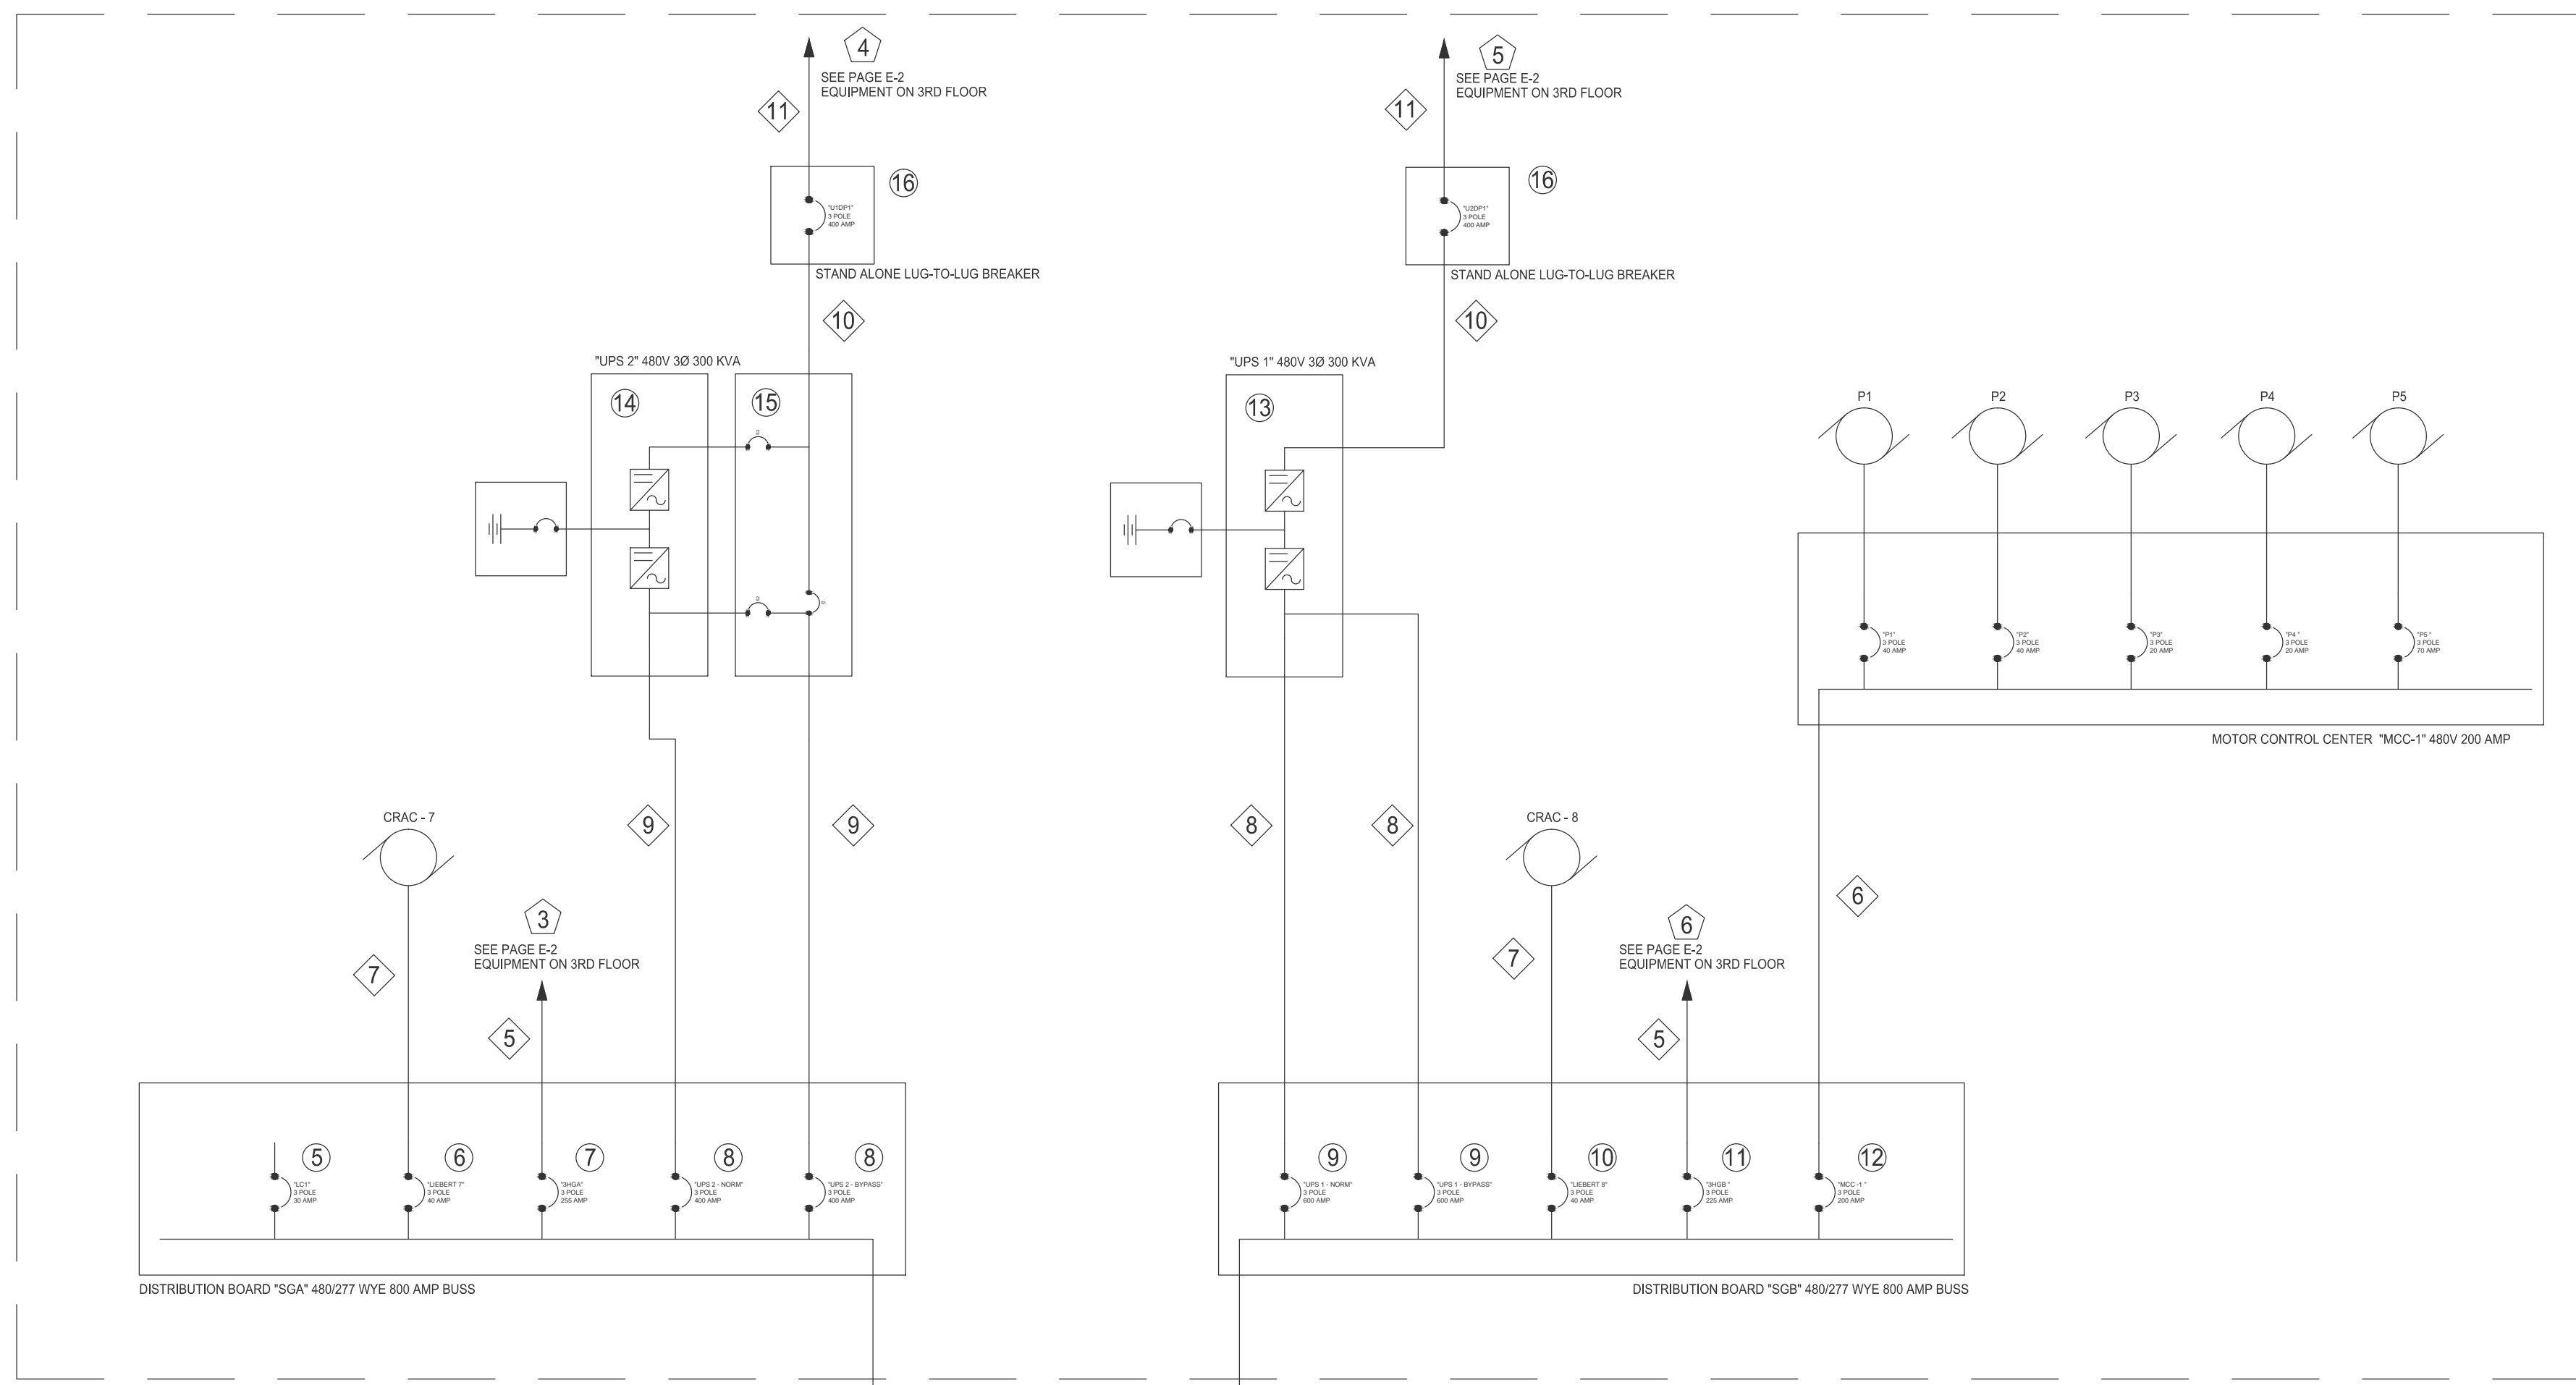 4
SEE PAGE E-2
EQUIPMENT ON 3RD FLOOR
11
16
"U1DP1"
3 POLE
400 AMP
STAND ALONE LUG-TO-LUG BREAKER
10
5
SEE PAGE E-2
EQUIPMENT ON 3RD FLOOR
11
16
"U2DP1"
3 POLE
400 AMP
STAND ALONE LUG-TO-LUG BREAKER
10
"UPS 2" 480V 3Ø 300 KVA
14
15
"UPS 1" 480V 3Ø 300 KVA
13
P1
P2
P3
P4
P5
"P1"
3 POLE
40 AMP
"P2"
3 POLE
40 AMP
"P3"
3 POLE
20 AMP
"P4 "
3 POLE
20 AMP
"P5 "
3 POLE
70 AMP
MOTOR CONTROL CENTER "MCC-1" 480V 200 AMP
CRAC - 7
7
3
SEE PAGE E-2
EQUIPMENT ON 3RD FLOOR
5
9
9
8
8
CRAC - 8
7
6
SEE PAGE E-2
EQUIPMENT ON 3RD FLOOR
5
6
5
"LC1"
3 POLE
30 AMP
6
"LIEBERT 7"
3 POLE
40 AMP
7
"3HGA"
3 POLE
255 AMP
8
"UPS 2 - NORM"
3 POLE
400 AMP
8
"UPS 2 - BYPASS"
3 POLE
400 AMP
DISTRIBUTION BOARD "SGA" 480/277 WYE 800 AMP BUSS
9
"UPS 1 - NORM"
3 POLE
600 AMP
9
"UPS 1 - BYPASS"
3 POLE
600 AMP
10
"LIEBERT 8"
3 POLE
40 AMP
11
"3HGB "
3 POLE
225 AMP
12
"MCC -1 "
3 POLE
200 AMP
DISTRIBUTION BOARD "SGB" 480/277 WYE 800 AMP BUSS